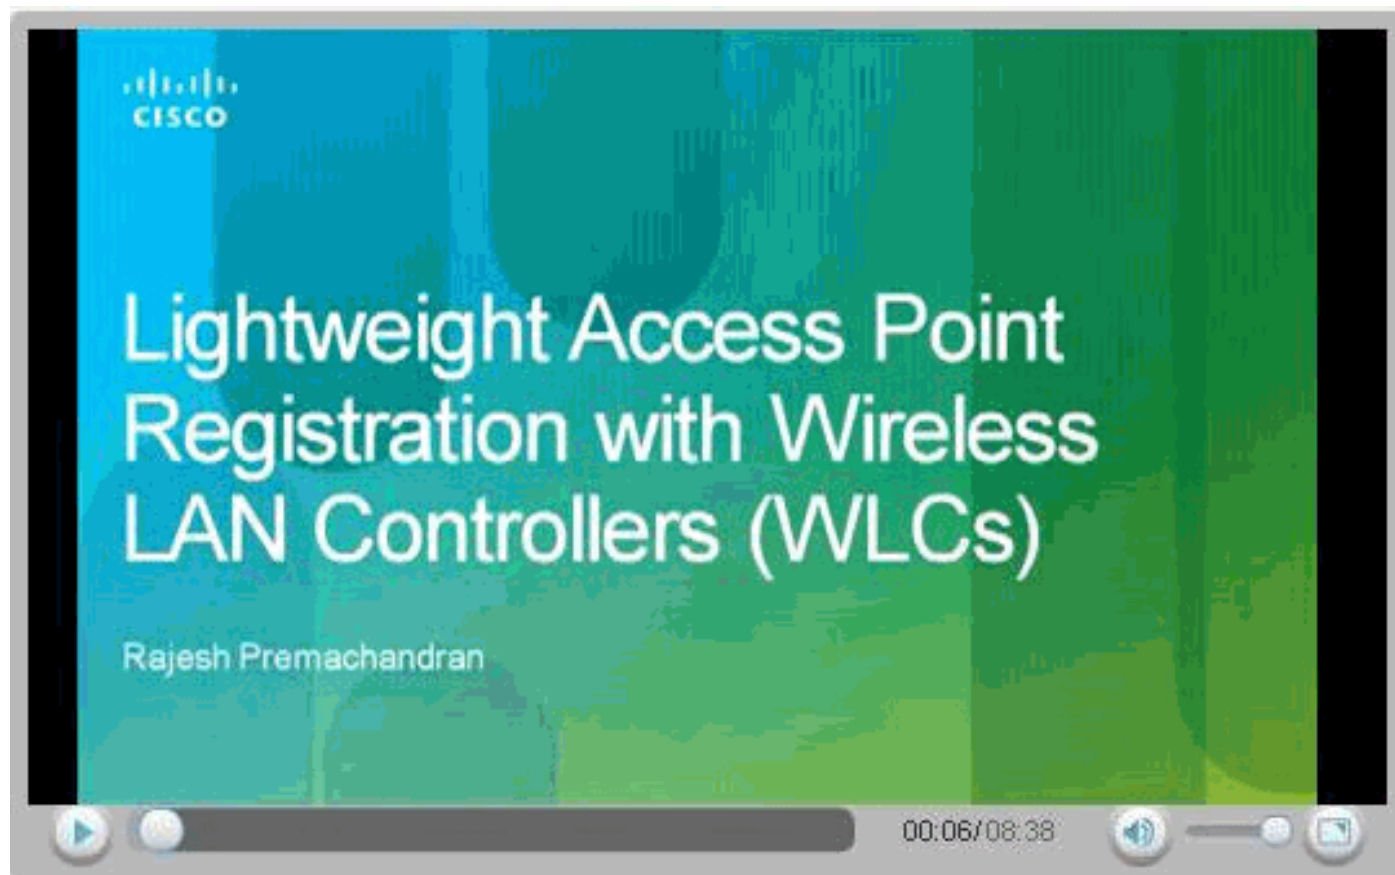 CISCO
Lightweight Access Point
Registration with Wireless
LAN Controllers (WLCs)
Rajesh Premachandran
00:06/08:38